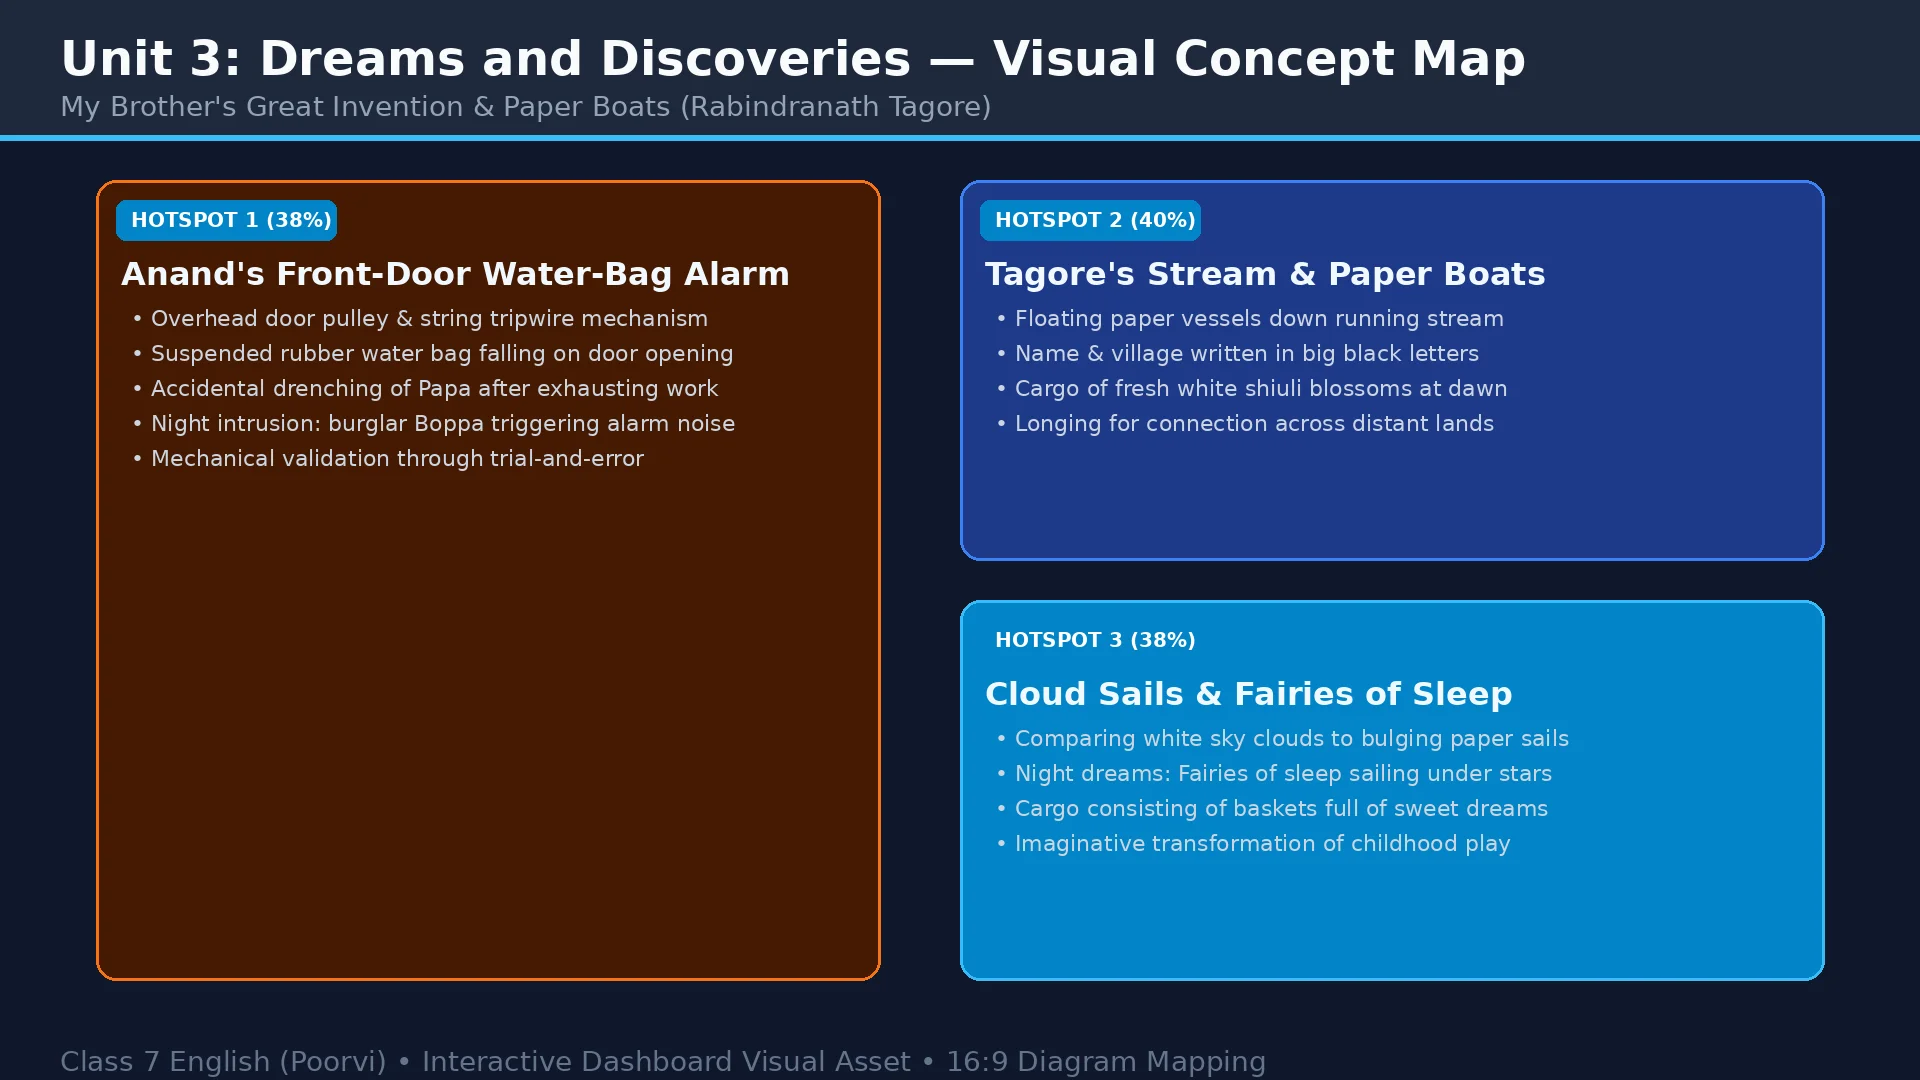 Unit 3: Dreams and Discoveries — Visual Concept Map
My Brother's Great Invention & Paper Boats (Rabindranath Tagore)
HOTSPOT 1 (38%)
Anand's Front-Door Water-Bag Alarm
• Overhead door pulley & string tripwire mechanism
• Suspended rubber water bag falling on door opening
• Accidental drenching of Papa after exhausting work
• Night intrusion: burglar Boppa triggering alarm noise
• Mechanical validation through trial-and-error
HOTSPOT 2 (40%)
Tagore's Stream & Paper Boats
• Floating paper vessels down running stream
• Name & village written in big black letters
• Cargo of fresh white shiuli blossoms at dawn
• Longing for connection across distant lands
HOTSPOT 3 (38%)
Cloud Sails & Fairies of Sleep
• Comparing white sky clouds to bulging paper sails
• Night dreams: Fairies of sleep sailing under stars
• Cargo consisting of baskets full of sweet dreams
• Imaginative transformation of childhood play
Class 7 English (Poorvi) • Interactive Dashboard Visual Asset • 16:9 Diagram Mapping